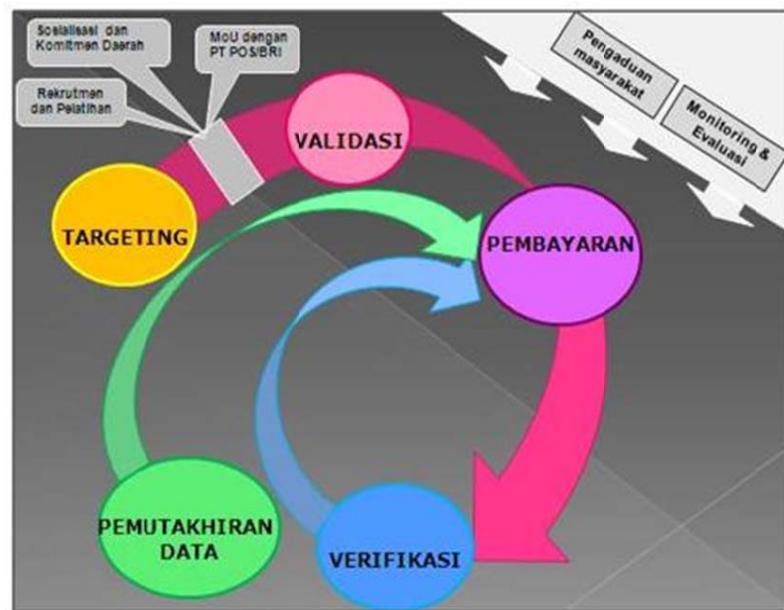 Sosialisasi dan
Komitmen Daerah
MoU dengan
PT POS/BRI
Rekrutmen
dan Pelatihan
Pengaduan
masyarakat
Monitoring &
Evaluasi
VALIDASI
TARGETING
PEMBAYARAN
PEMUTAKHIRAN
DATA
VERIFIKASI